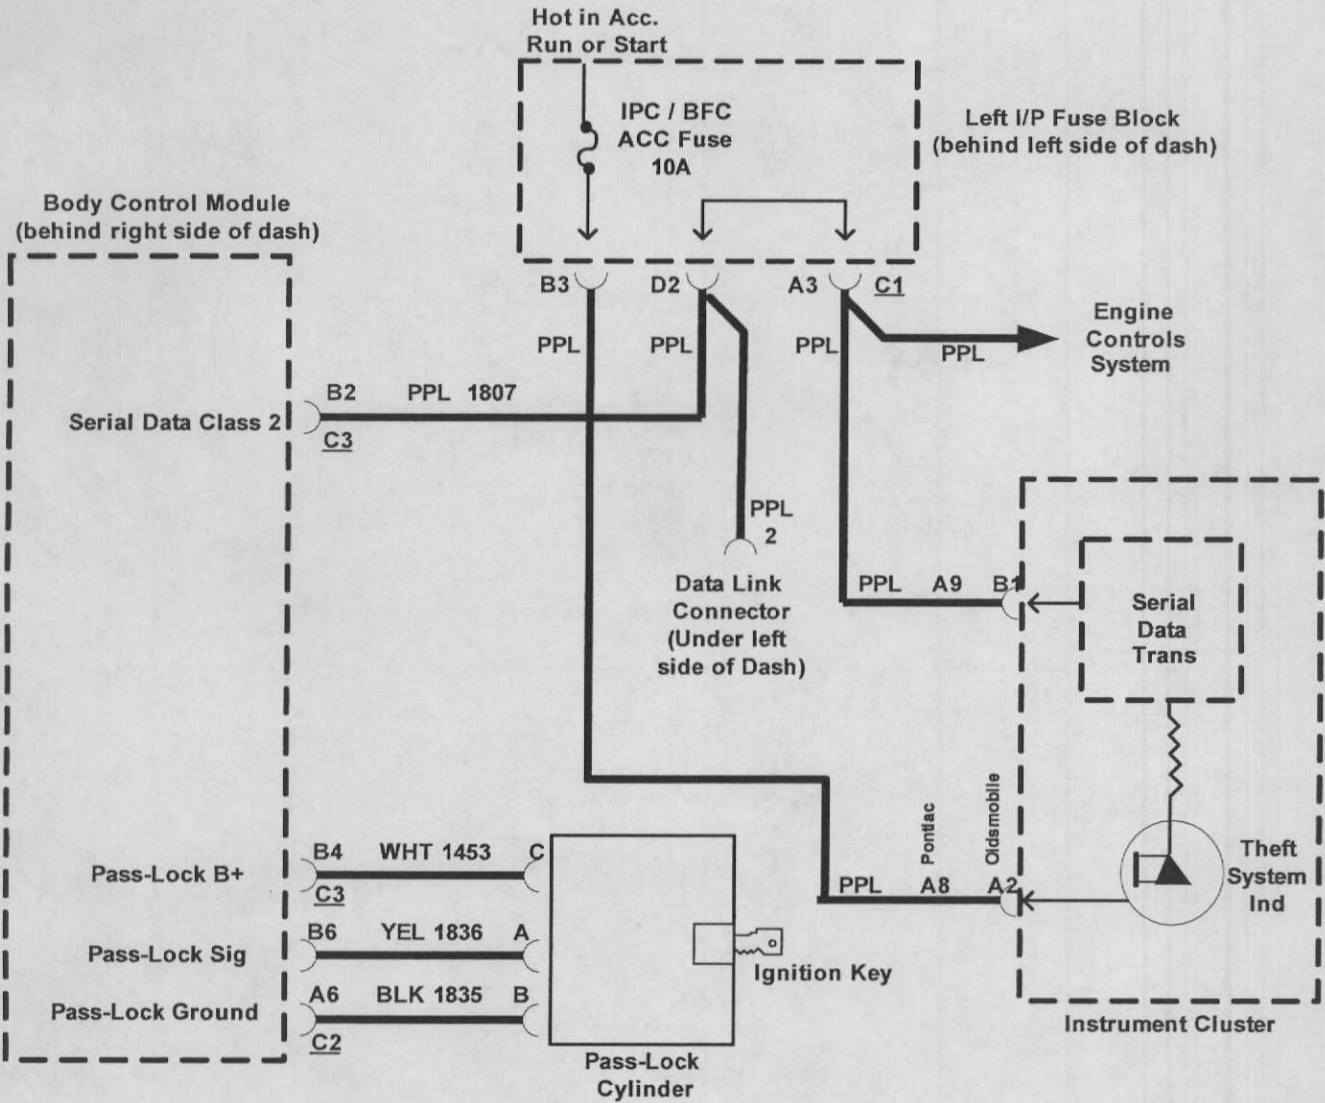 Hot in Acc.
Run or Start
IPC / BFC
ACC Fuse
10A
Left I/P Fuse Block
(behind left side of dash)
Body Control Module
(behind right side of dash)
B3
D2
A3
C1
PPL
PPL
PPL
PPL
Engine
Controls
System
Serial Data Class 2
B2
PPL 1807
C3
PPL
2
Data Link
Connector
(Under left
side of Dash)
PPL
A9
B1
Serial
Data
Trans
Pontiac
Oldsmobile
PPL
A8
A2
Theft
System
Ind
Instrument Cluster
Pass-Lock B+
B4
WHT 1453
C
C3
Pass-Lock Sig
B6
YEL 1836
A
Pass-Lock Ground
A6
BLK 1835
B
C2
Ignition Key
Pass-Lock
Cylinder